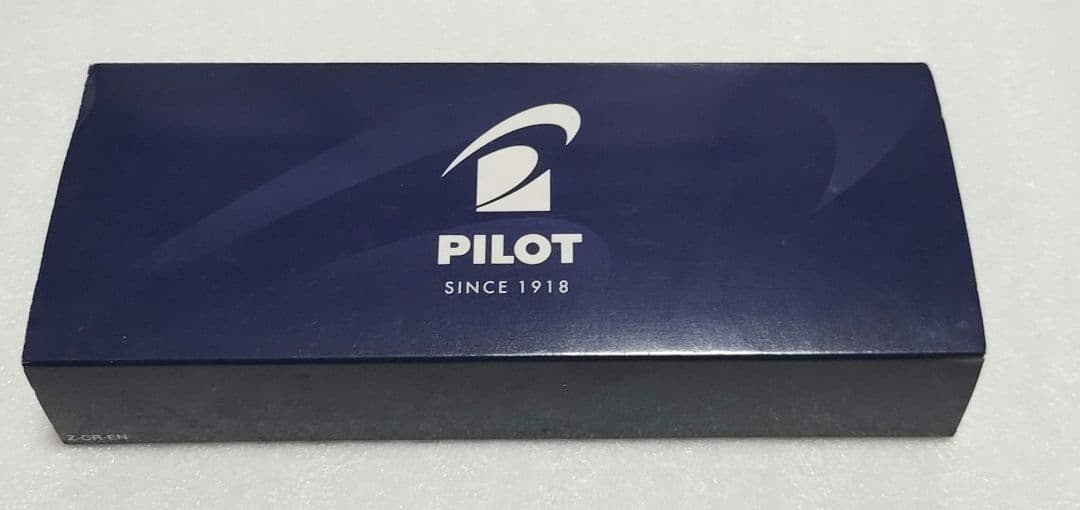 PILOT
SINCE 1918
Z-CR-EN